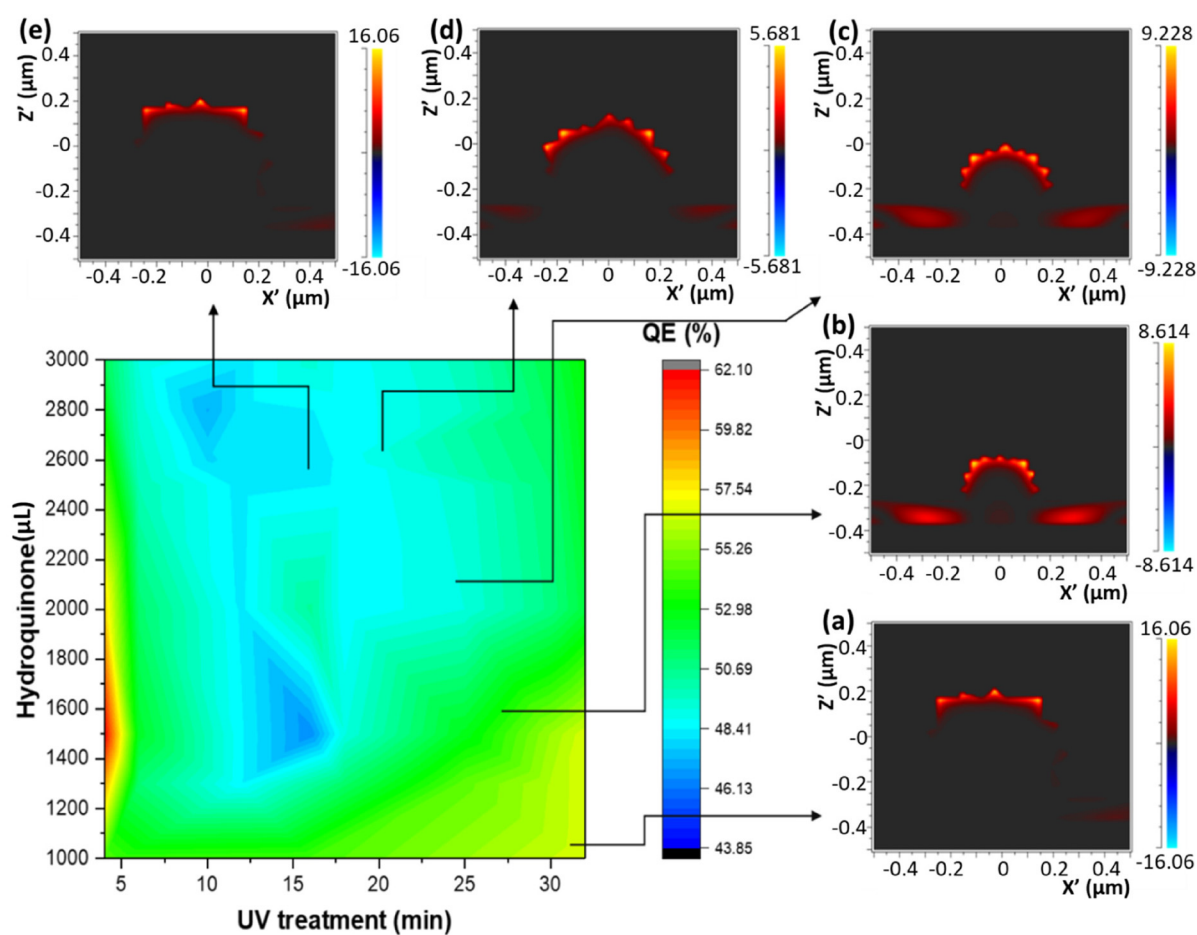 (e)
16.06
0.4
0.2
-0
-0.2
-0.4
Z' (µm)
-0.4 -0.2 0 0.2 0.4
X' (µm)
-16.06
(d)
5.681
0.4
0.2
-0
-0.2
-0.4
Z' (µm)
-0.4 -0.2 0 0.2 0.4
X' (µm)
-5.681
(c)
9.228
0.4
0.2
-0
-0.2
-0.4
Z' (µm)
-0.4 -0.2 0 0.2 0.4
X' (µm)
-9.228
(b)
8.614
0.4
0.2
-0
-0.2
-0.4
Z' (µm)
-0.4 -0.2 0 0.2 0.4
X' (µm)
-8.614
(a)
16.06
0.4
0.2
-0
-0.2
-0.4
Z' (µm)
-0.4 -0.2 0 0.2 0.4
X' (µm)
-16.06
QE (%)
62.10
59.82
57.54
55.26
52.98
50.69
48.41
46.13
43.85
Hydroquinone(µL)
3000
2800
2600
2400
2200
2000
1800
1600
1400
1200
1000
5 10 15 20 25 30
UV treatment (min)